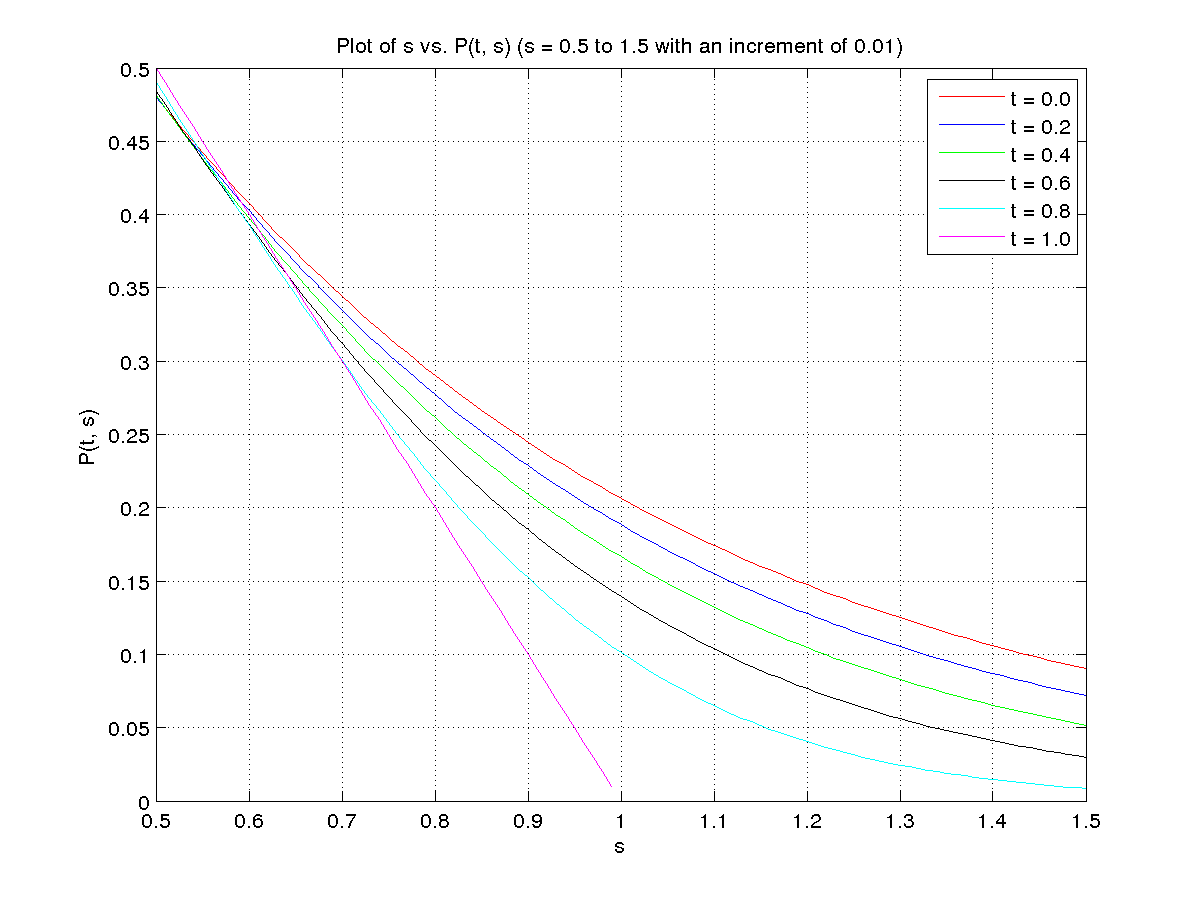 Plot of s vs. P(t, s) (s = 0.5 to 1.5 with an increment of 0.01)
0.5
0.45
0.4
0.35
0.3
0.25
0.2
0.15
0.1
0.05
0
P(t, s)
t = 0.0
t = 0.2
t = 0.4
t = 0.6
t = 0.8
t = 1.0
0.5 0.6 0.7 0.8 0.9 1 1.1 1.2 1.3 1.4 1.5
s